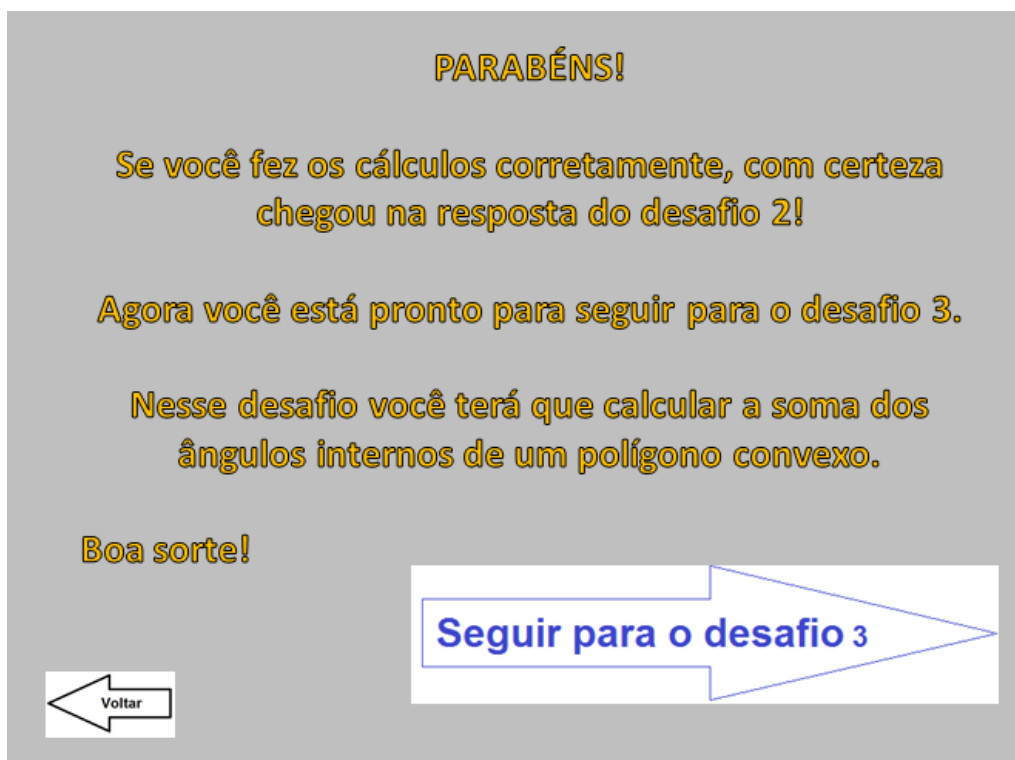 PARABÉNS!
Se você fez os cálculos corretamente, com certeza
chegou na resposta do desafio 2!
Agora você está pronto para seguir para o desafio 3.
Nesse desafio você terá que calcular a soma dos
ângulos internos de um polígono convexo.
Boa sorte!
Seguir para o desafio 3
Voltar